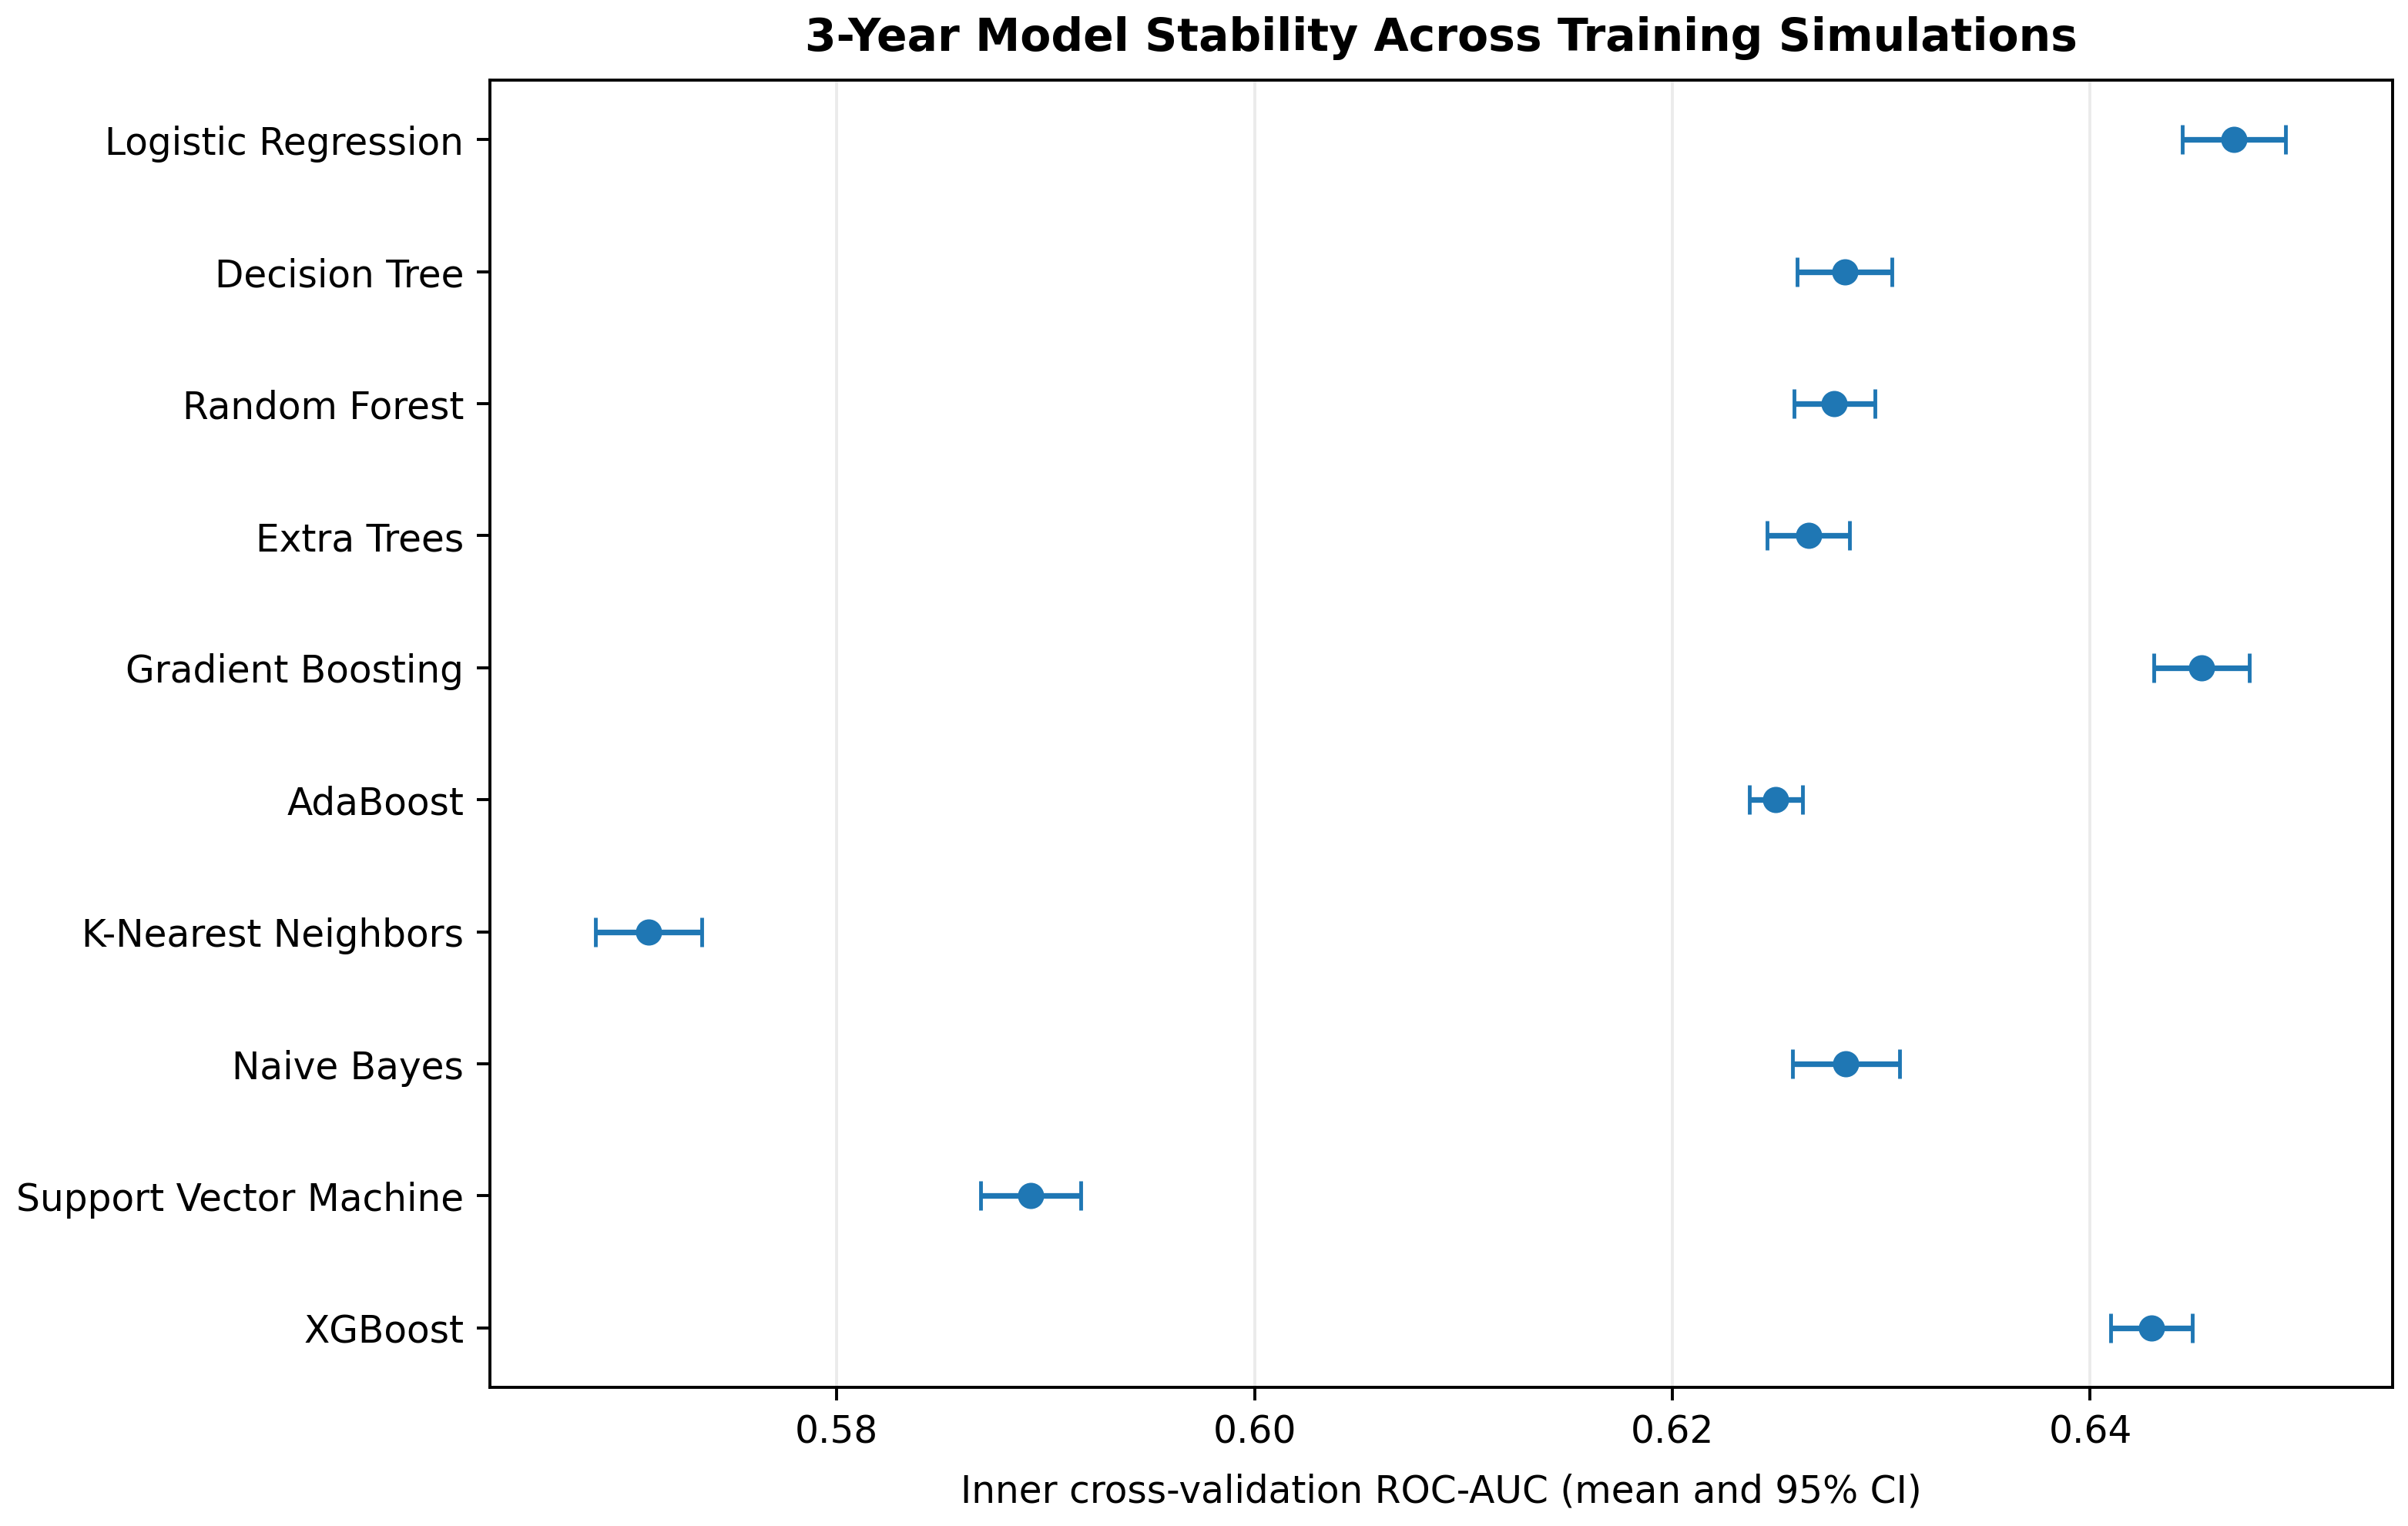 3-Year Model Stability Across Training Simulations
Logistic Regression
Decision Tree
Random Forest
Extra Trees
Gradient Boosting
AdaBoost
K-Nearest Neighbors
Naive Bayes
Support Vector Machine
XGBoost
0.58 0.60 0.62 0.64
Inner cross-validation ROC-AUC (mean and 95% CI)